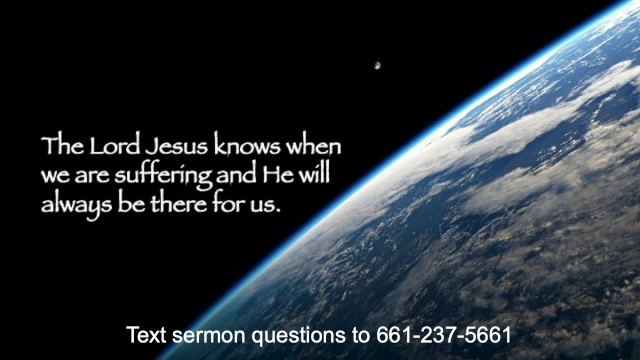 The Lord Jesus knows when
we are suffering and He will
always be there for us.
Text sermon questions to 661-237-5661